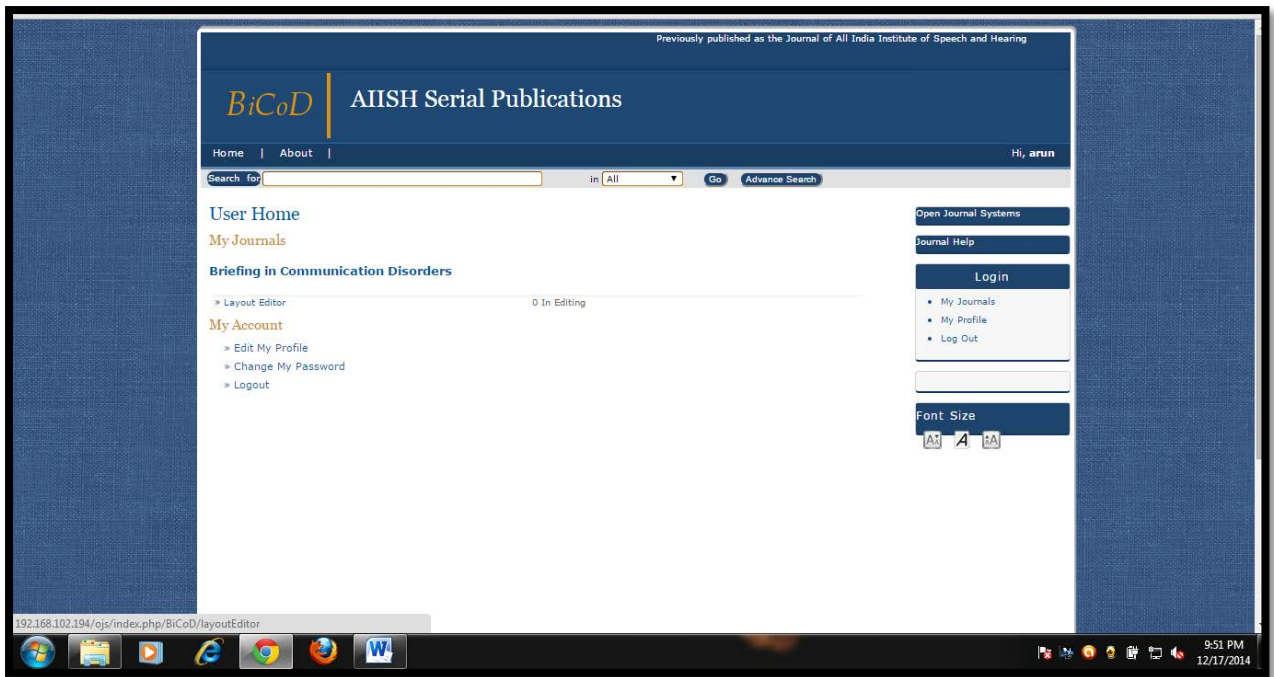 Previously published as the Journal of All India Institute of Speech and Hearing
BiCoD
AIISH Serial Publications
Home | About |
Hi, arun
Search for in All Go Advance Search
User Home
My Journals
Briefing in Communication Disorders
» Layout Editor 0 In Editing
My Account
» Edit My Profile
» Change My Password
» Logout
Open Journal Systems
Journal Help
Login
• My Journals
• My Profile
• Log Out
Font Size
A A A
192.168.102.194/ojs/index.php/BiCoD/layoutEditor
9:51 PM
12/17/2014